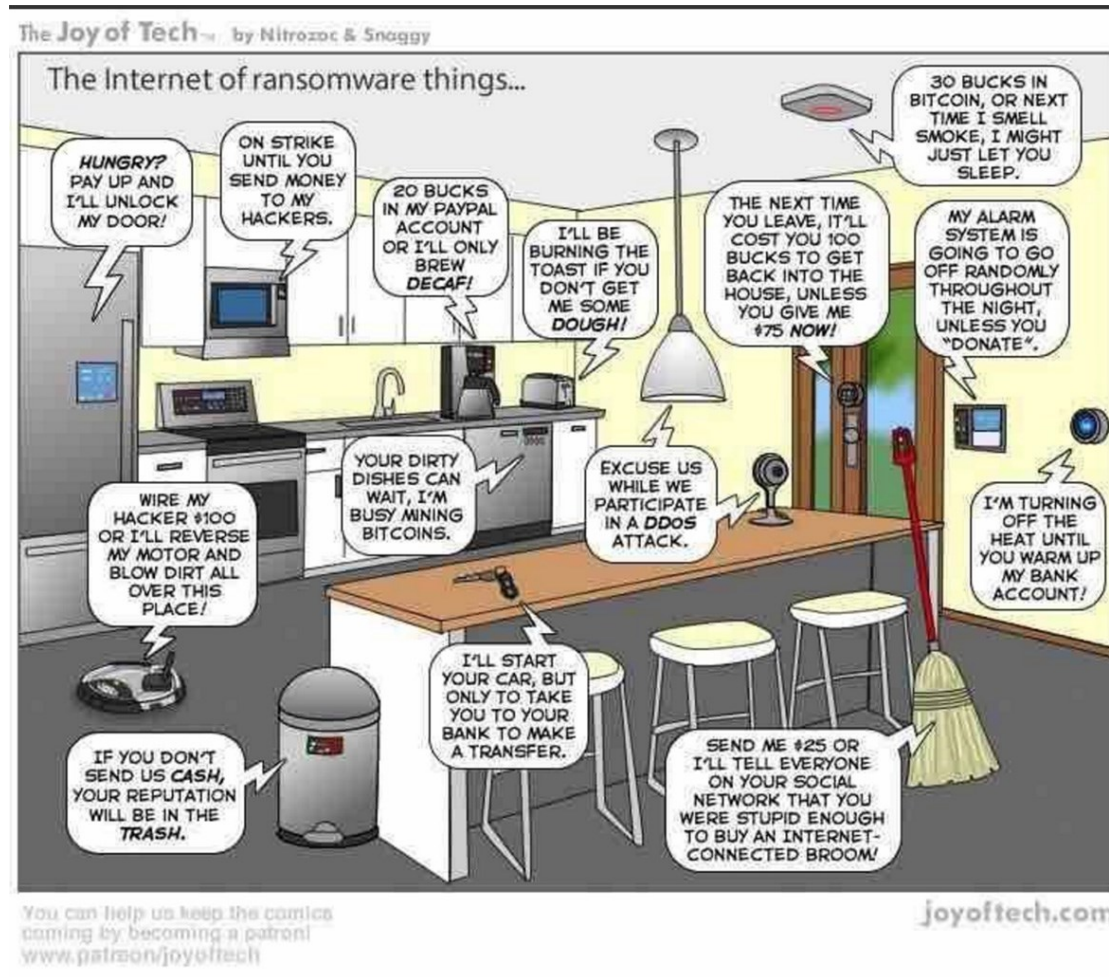 The Joy of Tech™ by Nitrozac & Snaggy
The Internet of ransomware things...
HUNGRY?
PAY UP AND
I'LL UNLOCK
MY DOOR!
ON STRIKE
UNTIL YOU
SEND MONEY
TO MY
HACKERS.
20 BUCKS
IN MY PAYPAL
ACCOUNT
OR I'LL ONLY
BREW
DECAF!
I'LL BE
BURNING THE
TOAST IF YOU
DON'T GET
ME SOME
DOUGH!
THE NEXT TIME
YOU LEAVE, IT'LL
COST YOU 100
BUCKS TO GET
BACK INTO THE
HOUSE, UNLESS
YOU GIVE ME
$75 NOW!
30 BUCKS IN
BITCOIN, OR NEXT
TIME I SMELL
SMOKE, I MIGHT
JUST LET YOU
SLEEP.
MY ALARM
SYSTEM IS
GOING TO GO
OFF RANDOMLY
THROUGHOUT
THE NIGHT,
UNLESS YOU
"DONATE".
WIRE MY
HACKER $100
OR I'LL REVERSE
MY MOTOR AND
BLOW DIRT ALL
OVER THIS
PLACE!
YOUR DIRTY
DISHES CAN
WAIT, I'M
BUSY MINING
BITCOINS.
EXCUSE US
WHILE WE
PARTICIPATE
IN A DDoS
ATTACK.
I'M TURNING
OFF THE
HEAT UNTIL
YOU WARM UP
MY BANK
ACCOUNT!
IF YOU DON'T
SEND US CASH,
YOUR REPUTATION
WILL BE IN THE
TRASH.
I'LL START
YOUR CAR, BUT
ONLY TO TAKE
YOU TO YOUR
BANK TO MAKE
A TRANSFER.
SEND ME $25 OR
I'LL TELL EVERYONE
ON YOUR SOCIAL
NETWORK THAT YOU
WERE STUPID ENOUGH
TO BUY AN INTERNET-
CONNECTED BROOM!
You can help us keep the comics
coming by becoming a patron!
www.patreon/joyoftech
joyoftech.com